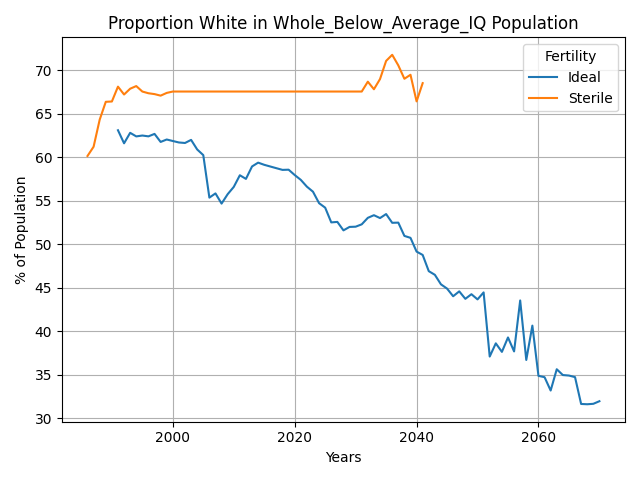 Proportion White in Whole_Below_Average_IQ Population
Fertility
Ideal
Sterile
70
65
60
55
50
45
40
35
30
% of Population
2000
2020
2040
2060
Years